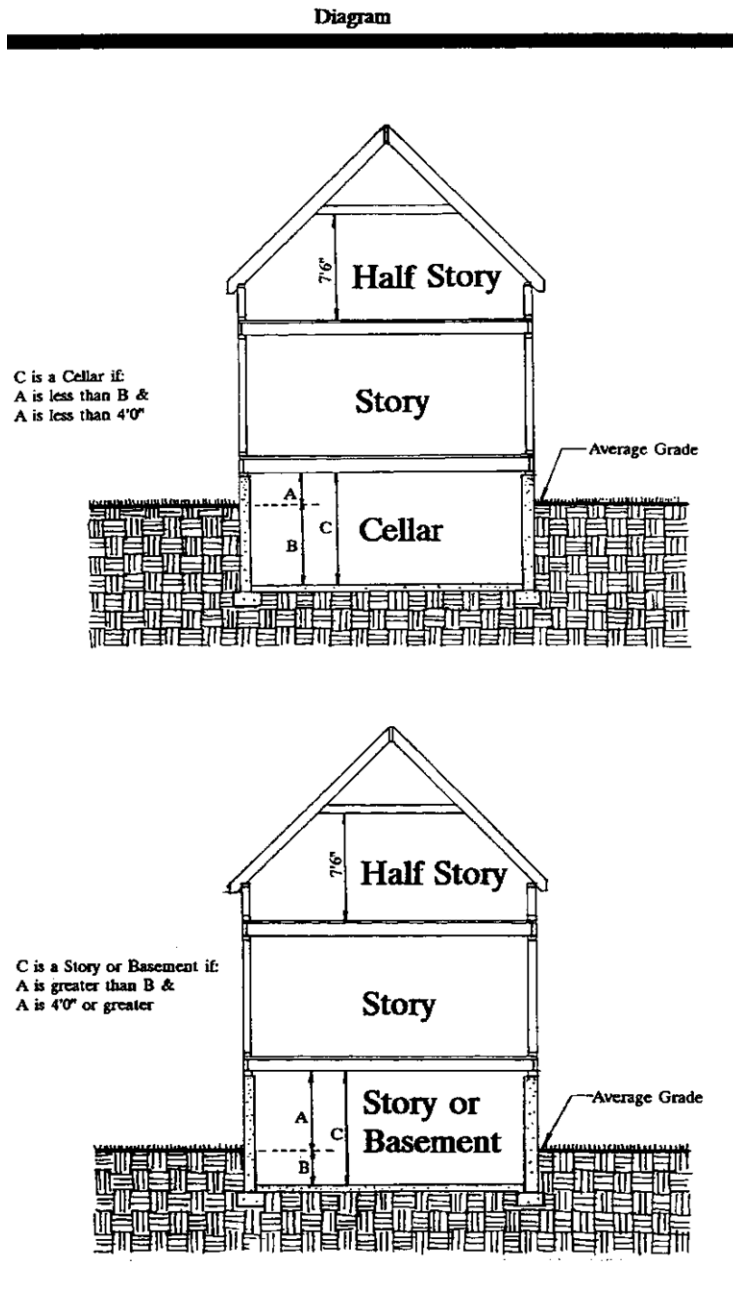 Diagram
7'6"
Half Story
C is a Cellar if:
A is less than B &
A is less than 4'0"
Story
Average Grade
A
B
C
Cellar
7'6"
Half Story
C is a Story or Basement if:
A is greater than B &
A is 4'0" or greater
Story
A
B
C
Story or
Basement
Average Grade